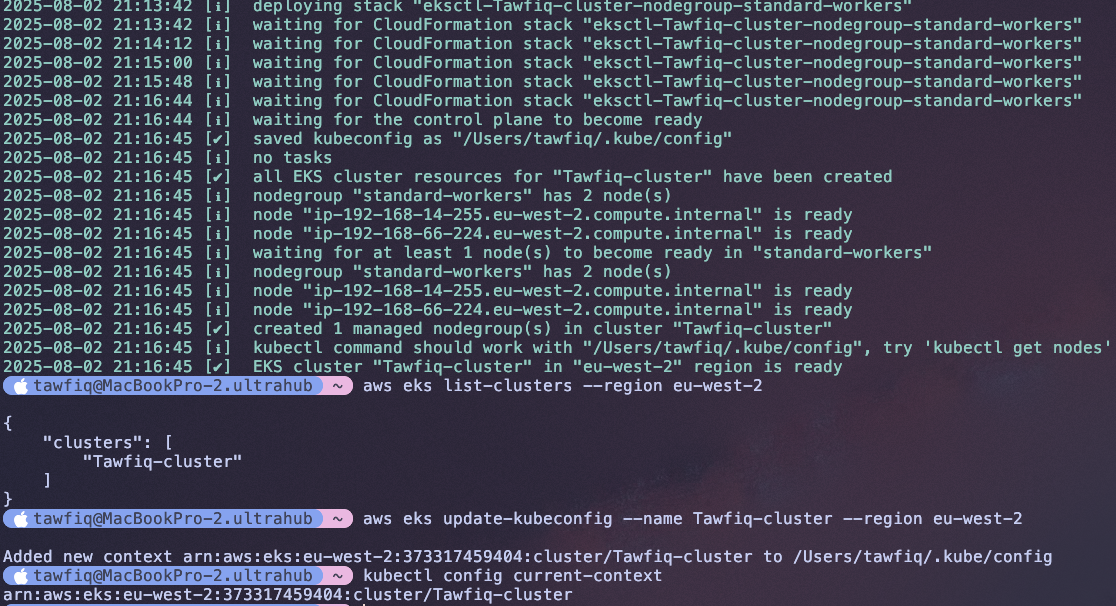 2025-08-02 21:13:42 [ℹ]  deploying stack "eksctl-Tawfiq-cluster-nodegroup-standard-workers"
2025-08-02 21:13:42 [ℹ]  waiting for CloudFormation stack "eksctl-Tawfiq-cluster-nodegroup-standard-workers"
2025-08-02 21:14:12 [ℹ]  waiting for CloudFormation stack "eksctl-Tawfiq-cluster-nodegroup-standard-workers"
2025-08-02 21:15:00 [ℹ]  waiting for CloudFormation stack "eksctl-Tawfiq-cluster-nodegroup-standard-workers"
2025-08-02 21:15:48 [ℹ]  waiting for CloudFormation stack "eksctl-Tawfiq-cluster-nodegroup-standard-workers"
2025-08-02 21:16:44 [ℹ]  waiting for CloudFormation stack "eksctl-Tawfiq-cluster-nodegroup-standard-workers"
2025-08-02 21:16:44 [ℹ]  waiting for the control plane to become ready
2025-08-02 21:16:45 [✔]  saved kubeconfig as "/Users/tawfiq/.kube/config"
2025-08-02 21:16:45 [ℹ]  no tasks
2025-08-02 21:16:45 [✔]  all EKS cluster resources for "Tawfiq-cluster" have been created
2025-08-02 21:16:45 [ℹ]  nodegroup "standard-workers" has 2 node(s)
2025-08-02 21:16:45 [ℹ]  node "ip-192-168-14-255.eu-west-2.compute.internal" is ready
2025-08-02 21:16:45 [ℹ]  node "ip-192-168-66-224.eu-west-2.compute.internal" is ready
2025-08-02 21:16:45 [ℹ]  waiting for at least 1 node(s) to become ready in "standard-workers"
2025-08-02 21:16:45 [ℹ]  nodegroup "standard-workers" has 2 node(s)
2025-08-02 21:16:45 [ℹ]  node "ip-192-168-14-255.eu-west-2.compute.internal" is ready
2025-08-02 21:16:45 [ℹ]  node "ip-192-168-66-224.eu-west-2.compute.internal" is ready
2025-08-02 21:16:45 [✔]  created 1 managed nodegroup(s) in cluster "Tawfiq-cluster"
2025-08-02 21:16:45 [ℹ]  kubectl command should work with "/Users/tawfiq/.kube/config", try 'kubectl get nodes'
2025-08-02 21:16:45 [✔]  EKS cluster "Tawfiq-cluster" in "eu-west-2" region is ready
tawfiq@MacBookPro-2.ultrahub ~ aws eks list-clusters --region eu-west-2
{
    "clusters": [
        "Tawfiq-cluster"
    ]
}
tawfiq@MacBookPro-2.ultrahub ~ aws eks update-kubeconfig --name Tawfiq-cluster --region eu-west-2
Added new context arn:aws:eks:eu-west-2:373317459404:cluster/Tawfiq-cluster to /Users/tawfiq/.kube/config
tawfiq@MacBookPro-2.ultrahub ~ kubectl config current-context
arn:aws:eks:eu-west-2:373317459404:cluster/Tawfiq-cluster